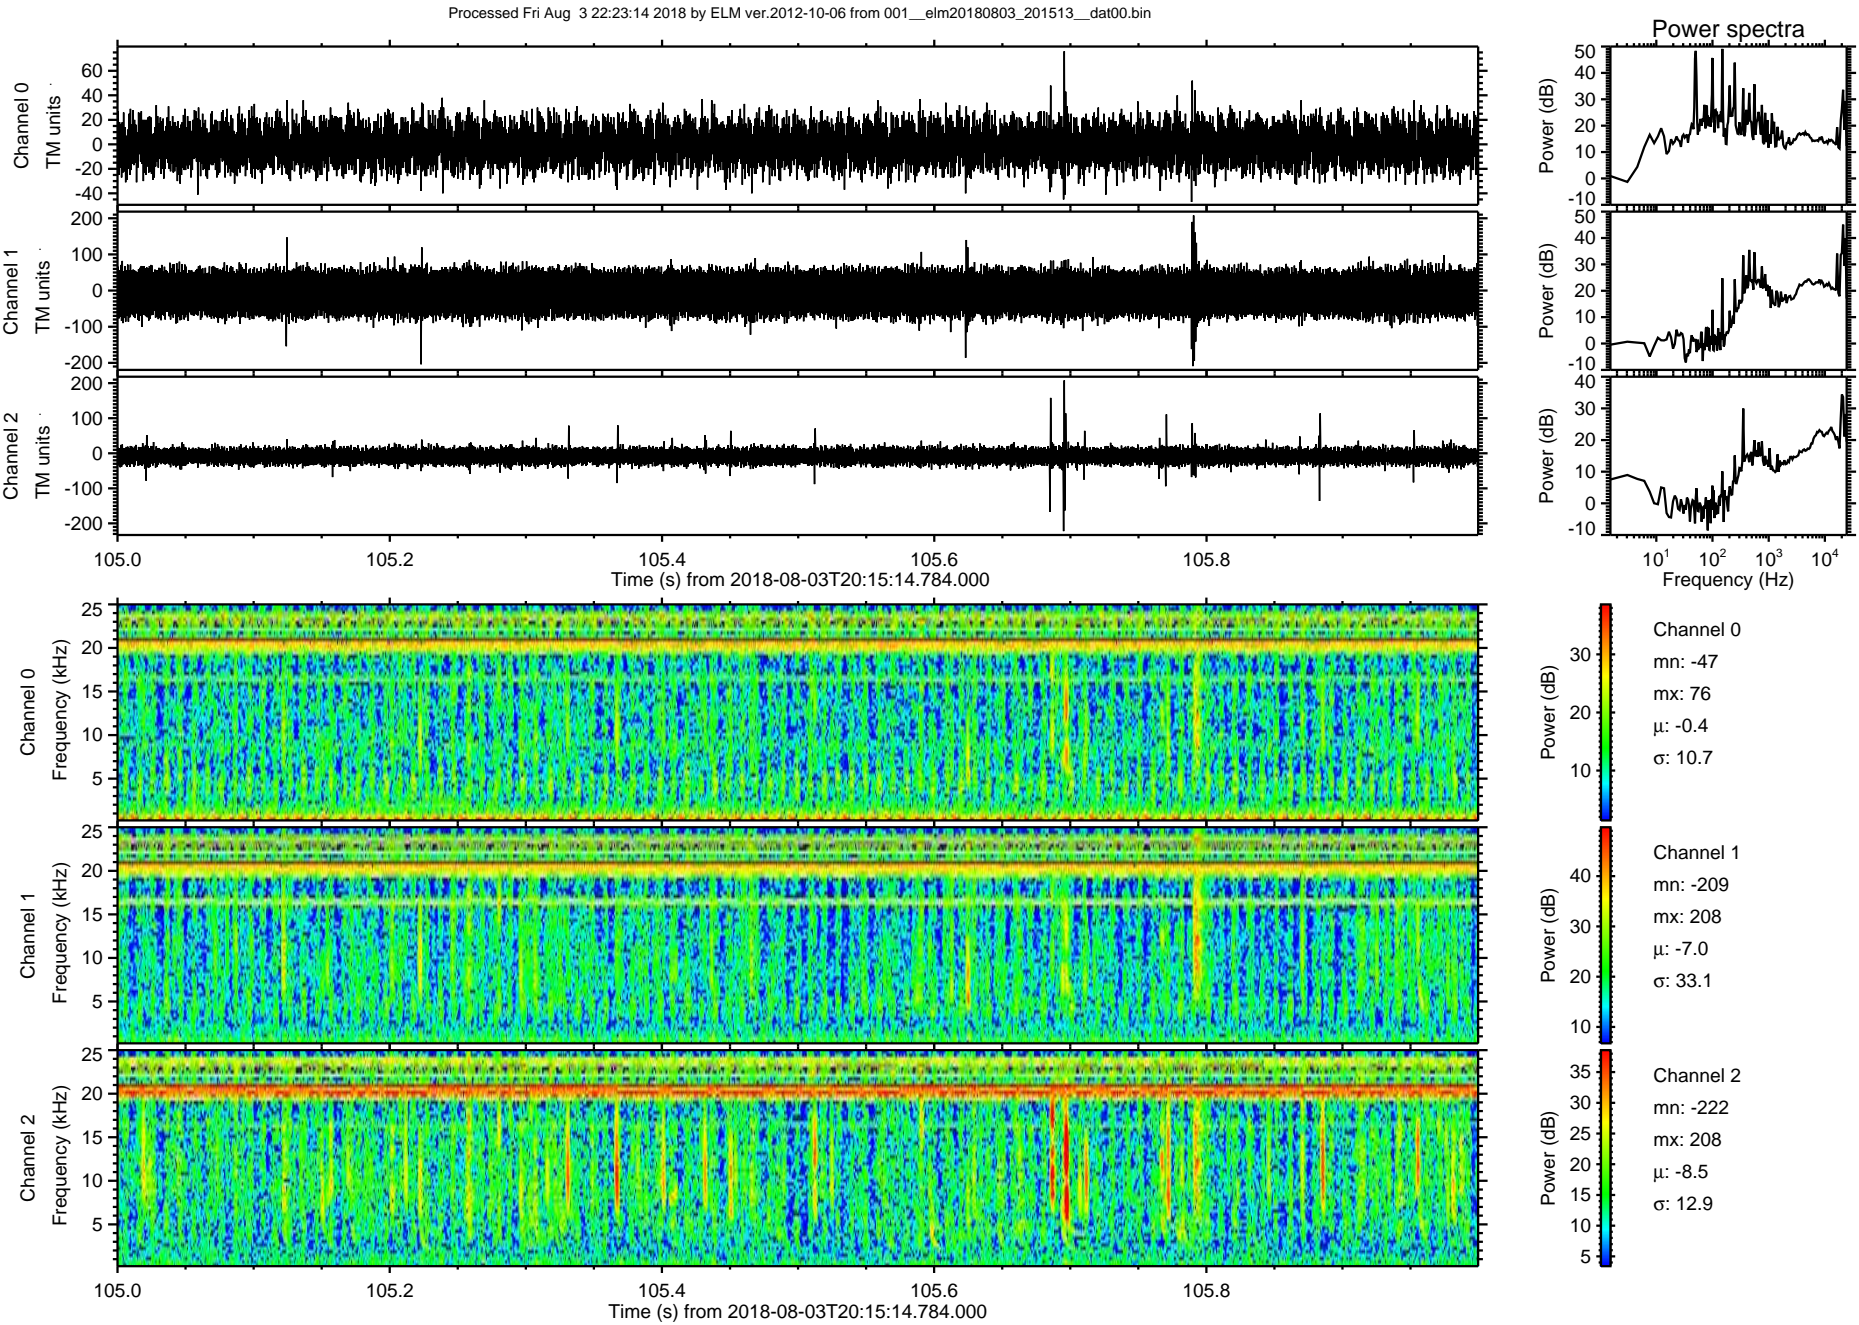 Processed Fri Aug  3 22:23:14 2018 by ELM ver.2012-10-06 from 001__elm20180803_201513__dat00.bin
Power spectra
Channel 0
TM units
60
40
20
0
-20
-40
Power (dB)
50
40
30
20
10
0
-10
Channel 1
TM units
200
100
0
-100
-200
Power (dB)
50
40
30
20
10
0
-10
Channel 2
TM units
200
100
0
-100
-200
Power (dB)
40
30
20
10
0
-10
105.0 105.2 105.4 105.6 105.8
Time (s) from 2018-08-03T20:15:14.784.000
10^1 10^2 10^3 10^4
Frequency (Hz)
Channel 0
Frequency (kHz)
25
20
15
10
5
Power (dB)
30
20
10
Channel 0
mn: -47
mx: 76
μ: -0.4
σ: 10.7
Channel 1
Frequency (kHz)
25
20
15
10
5
Power (dB)
40
30
20
10
Channel 1
mn: -209
mx: 208
μ: -7.0
σ: 33.1
Channel 2
Frequency (kHz)
25
20
15
10
5
Power (dB)
35
30
25
20
15
10
5
Channel 2
mn: -222
mx: 208
μ: -8.5
σ: 12.9
105.0 105.2 105.4 105.6 105.8
Time (s) from 2018-08-03T20:15:14.784.000